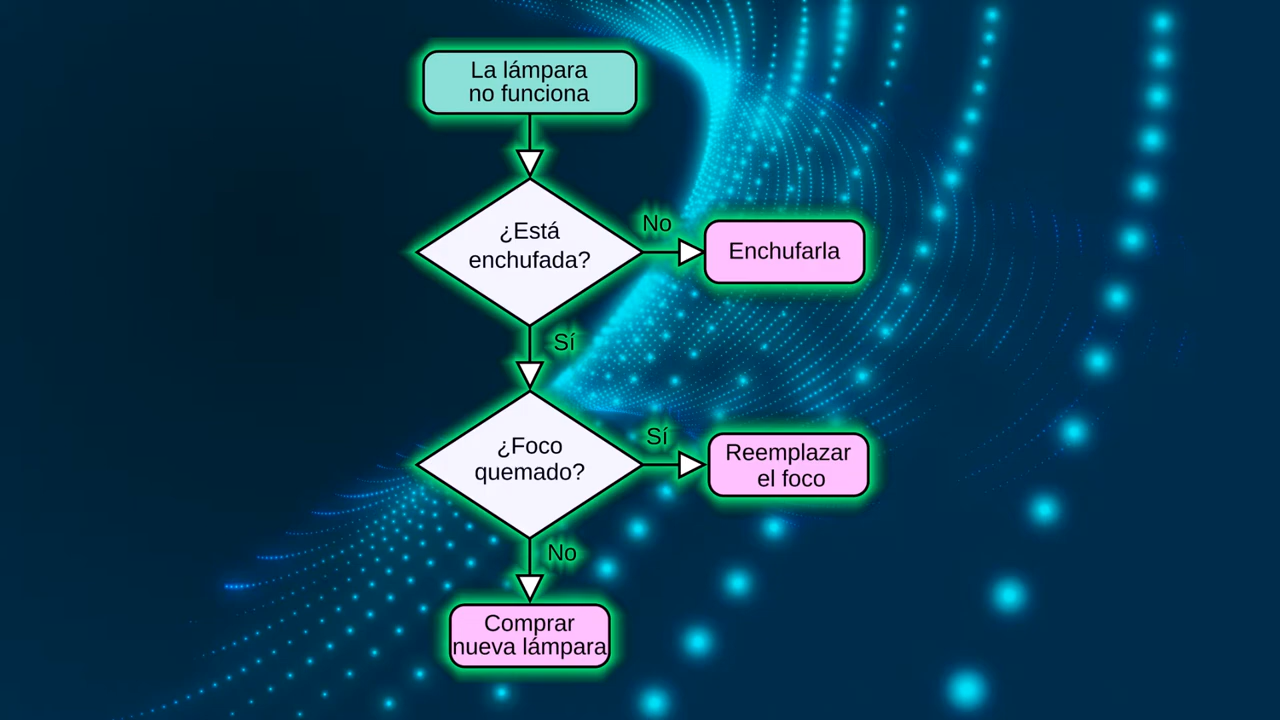 La lámpara
no funciona
¿Está
enchufada?
No
Enchufarla
Sí
¿Foco
quemado?
Sí
Reemplazar
el foco
No
Comprar
nueva lámpara